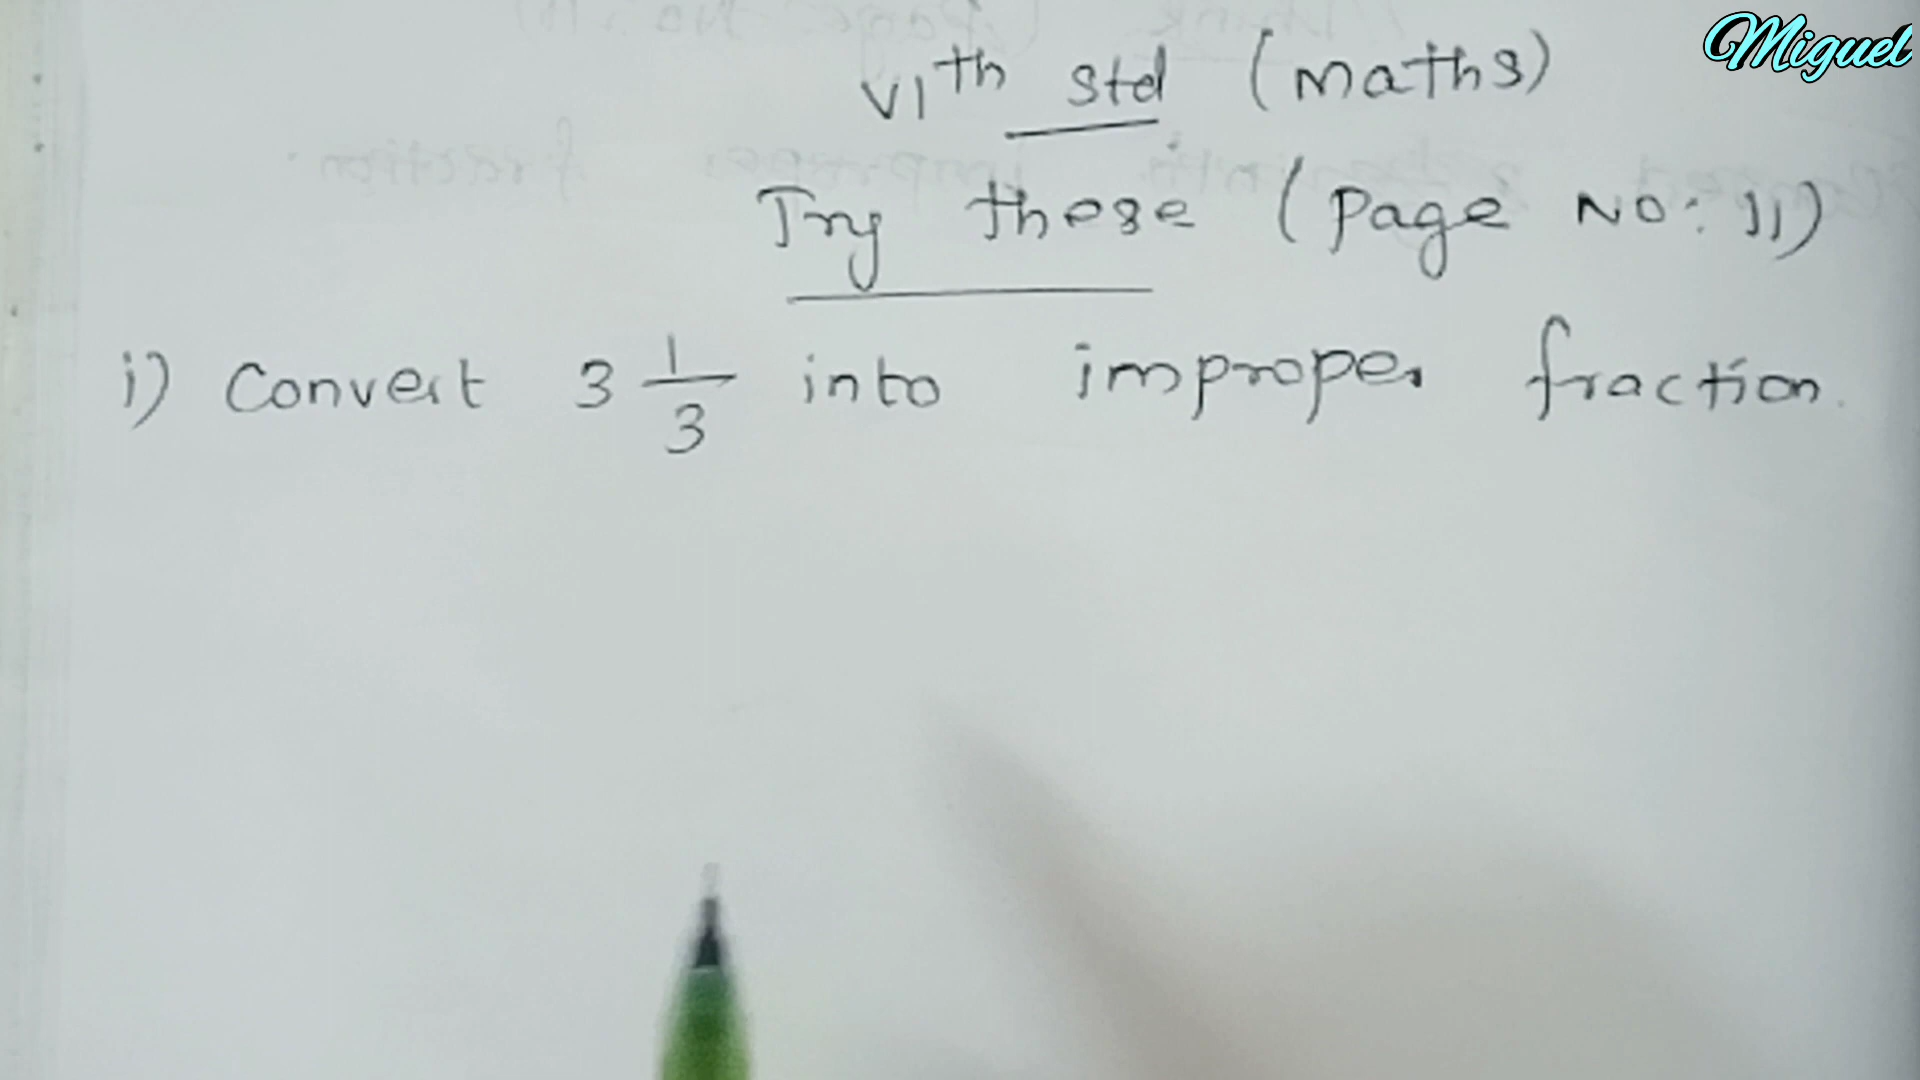 Miguel
VIth std (Maths)
Try these (Page No: 11)
i) Convert 3 1/3 into improper fraction.